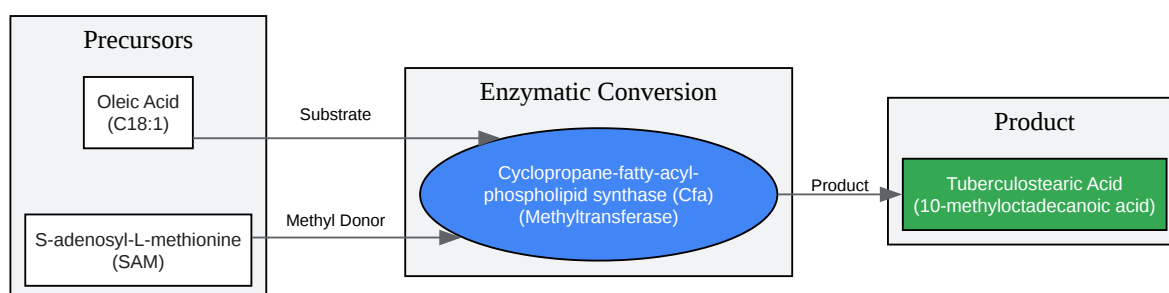 Precursors
Oleic Acid
(C18:1)
S-adenosyl-L-methionine
(SAM)
Substrate
Methyl Donor
Enzymatic Conversion
Cyclopropane-fatty-acyl-
phospholipid synthase (Cfa)
(Methyltransferase)
Product
Product
Tuberculostearic Acid
(10-methyloctadecanoic acid)